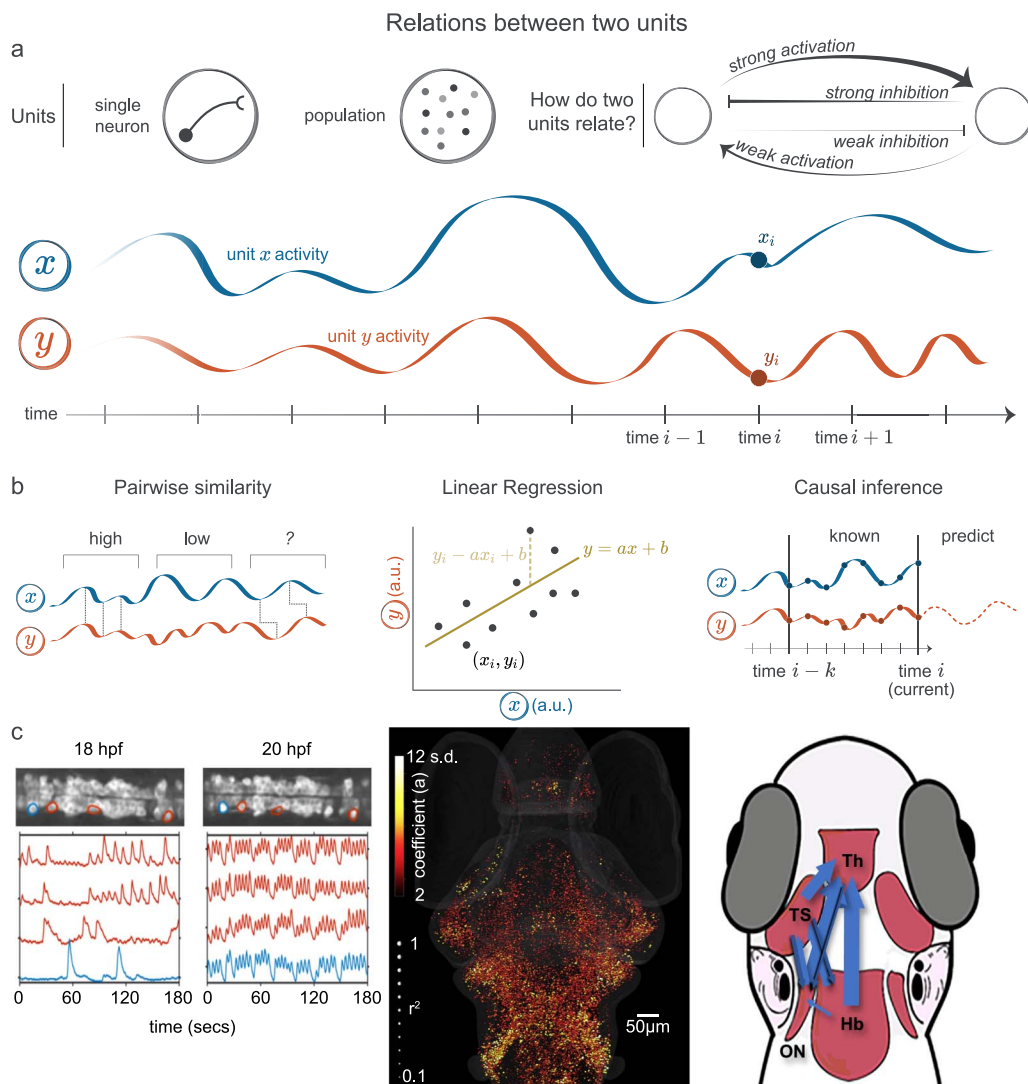 Relations between two units
a
Units
single
neuron
population
How do two
units relate?
strong activation
strong inhibition
weak inhibition
weak activation
x
unit x activity
x_i
y
unit y activity
y_i
time
time i − 1
time i
time i + 1
b
Pairwise similarity
Linear Regression
Causal inference
high
low
?
x
y
y_i − ax_i + b
y = ax + b
(x_i, y_i)
y (a.u.)
x (a.u.)
known
predict
x
y
time i − k
time i
(current)
c
18 hpf
20 hpf
0
60
120
180
0
60
120
180
time (secs)
12 s.d.
coefficient (a)
2
1
r²
0.1
50µm
Th
TS
Hb
ON